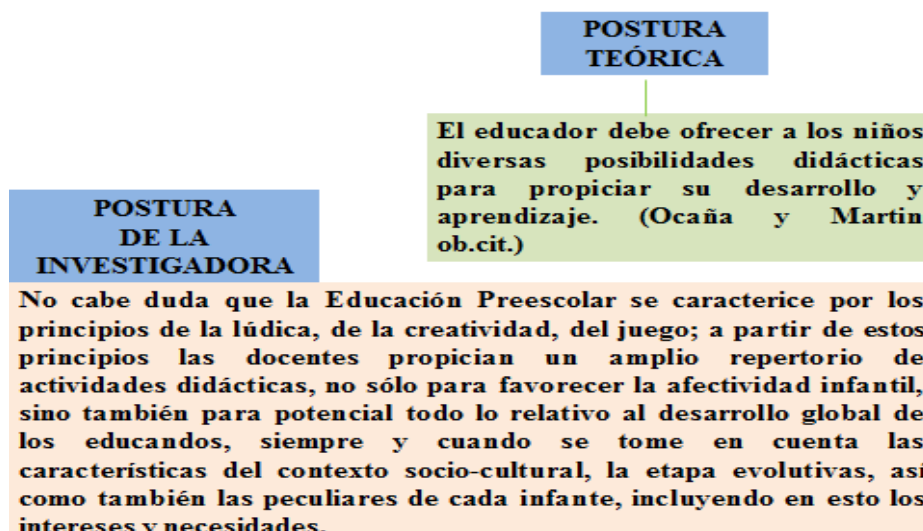 POSTURA
TEÓRICA
El educador debe ofrecer a los niños
diversas posibilidades didácticas
para propiciar su desarrollo y
aprendizaje. (Ocaña y Martin
ob.cit.)
POSTURA
DE LA
INVESTIGADORA
No cabe duda que la Educación Preescolar se caracterice por los
principios de la lúdica, de la creatividad, del juego; a partir de estos
principios las docentes propician un amplio repertorio de
actividades didácticas, no sólo para favorecer la afectividad infantil,
sino también para potencial todo lo relativo al desarrollo global de
los educandos, siempre y cuando se tome en cuenta las
características del contexto socio-cultural, la etapa evolutivas, así
como también las peculiares de cada infante, incluyendo en esto los
intereses y necesidades.